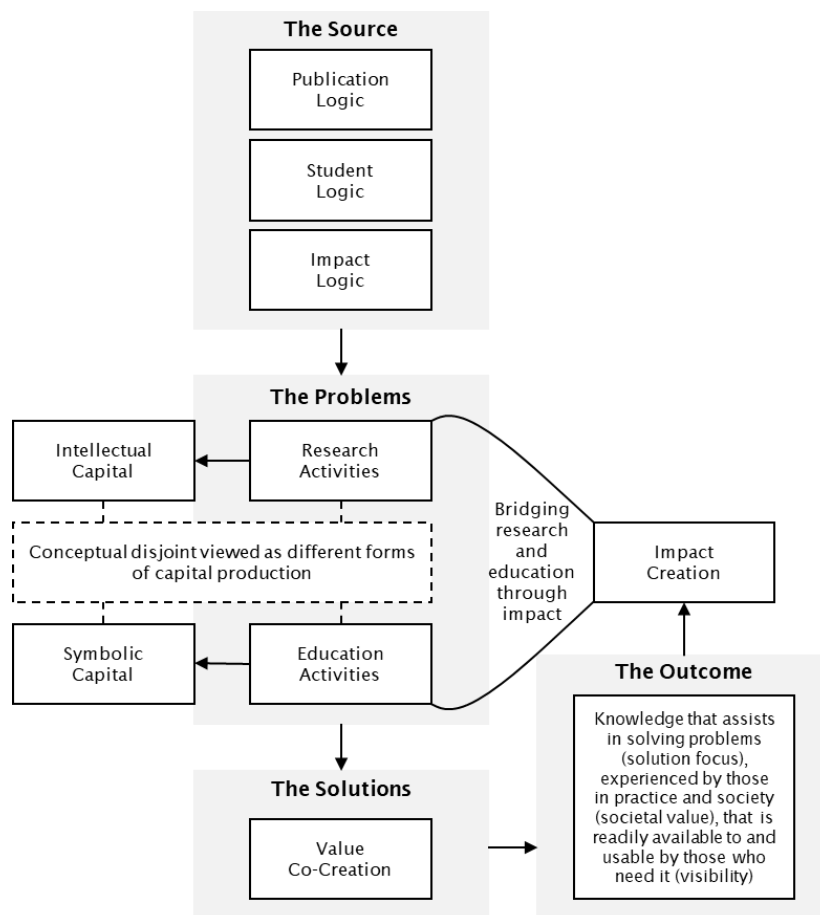 The Source
Publication
Logic
Student
Logic
Impact
Logic
The Problems
Intellectual
Capital
Research
Activities
Conceptual disjoint viewed as different forms
of capital production
Bridging
research
and
education
through
impact
Impact
Creation
Symbolic
Capital
Education
Activities
The Outcome
Knowledge that assists
in solving problems
(solution focus),
experienced by those
in practice and society
(societal value), that is
readily available to and
usable by those who
need it (visibility)
The Solutions
Value
Co-Creation